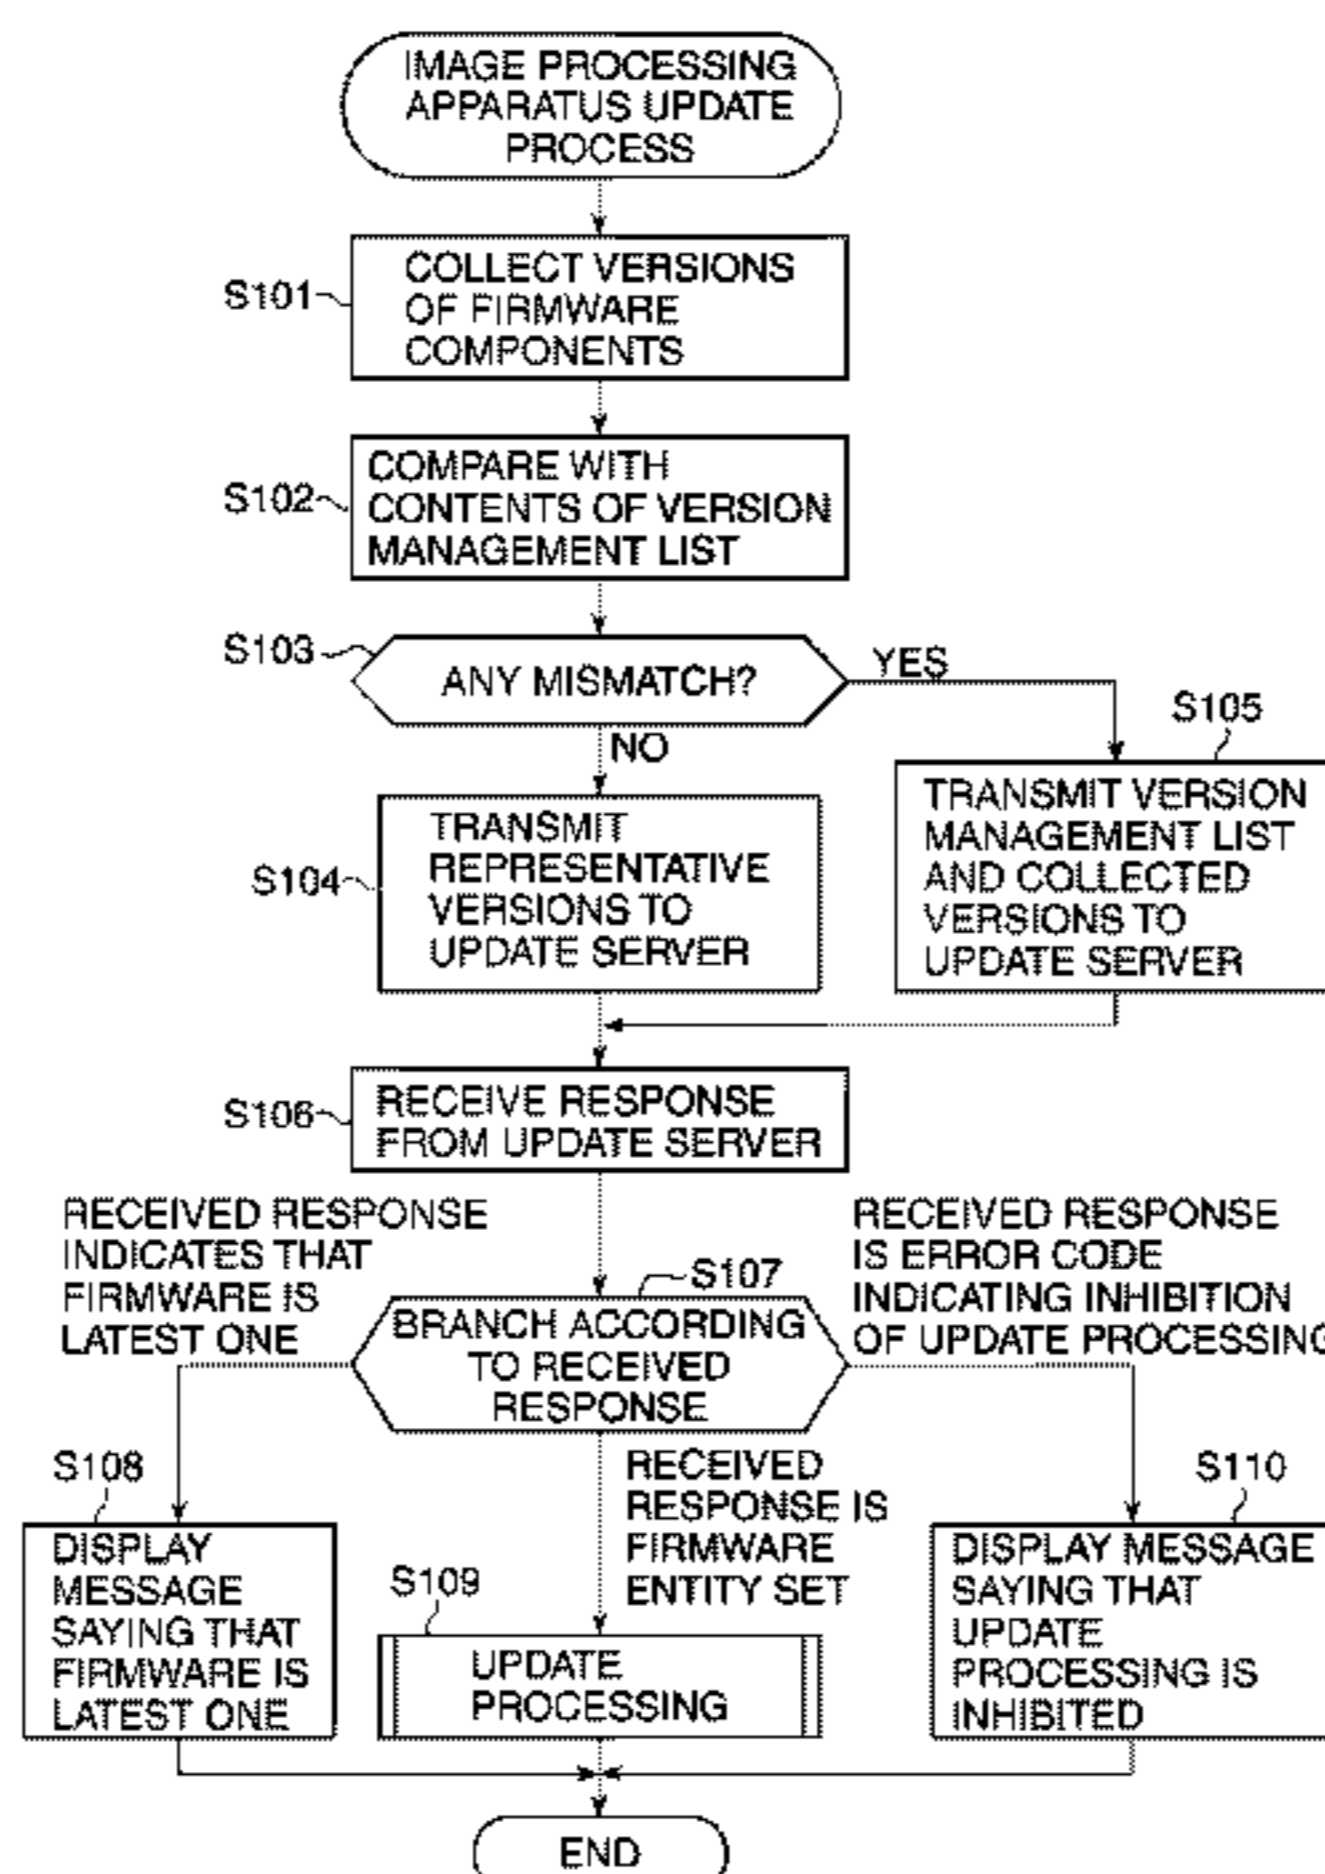 IMAGE PROCESSING
APPARATUS UPDATE
PROCESS
S101
COLLECT VERSIONS
OF FIRMWARE
COMPONENTS
S102
COMPARE WITH
CONTENTS OF VERSION
MANAGEMENT LIST
S103
ANY MISMATCH?
YES
NO
S105
TRANSMIT VERSION
MANAGEMENT LIST
AND COLLECTED
VERSIONS TO
UPDATE SERVER
S104
TRANSMIT
REPRESENTATIVE
VERSIONS TO
UPDATE SERVER
S106
RECEIVE RESPONSE
FROM UPDATE SERVER
RECEIVED RESPONSE
INDICATES THAT
FIRMWARE IS
LATEST ONE
S107
BRANCH ACCORDING
TO RECEIVED
RESPONSE
RECEIVED RESPONSE
IS ERROR CODE
INDICATING INHIBITION
OF UPDATE PROCESSING
S108
DISPLAY
MESSAGE
SAYING THAT
FIRMWARE IS
LATEST ONE
RECEIVED
RESPONSE IS
FIRMWARE
ENTITY SET
S109
UPDATE
PROCESSING
S110
DISPLAY MESSAGE
SAYING THAT
UPDATE
PROCESSING IS
INHIBITED
END